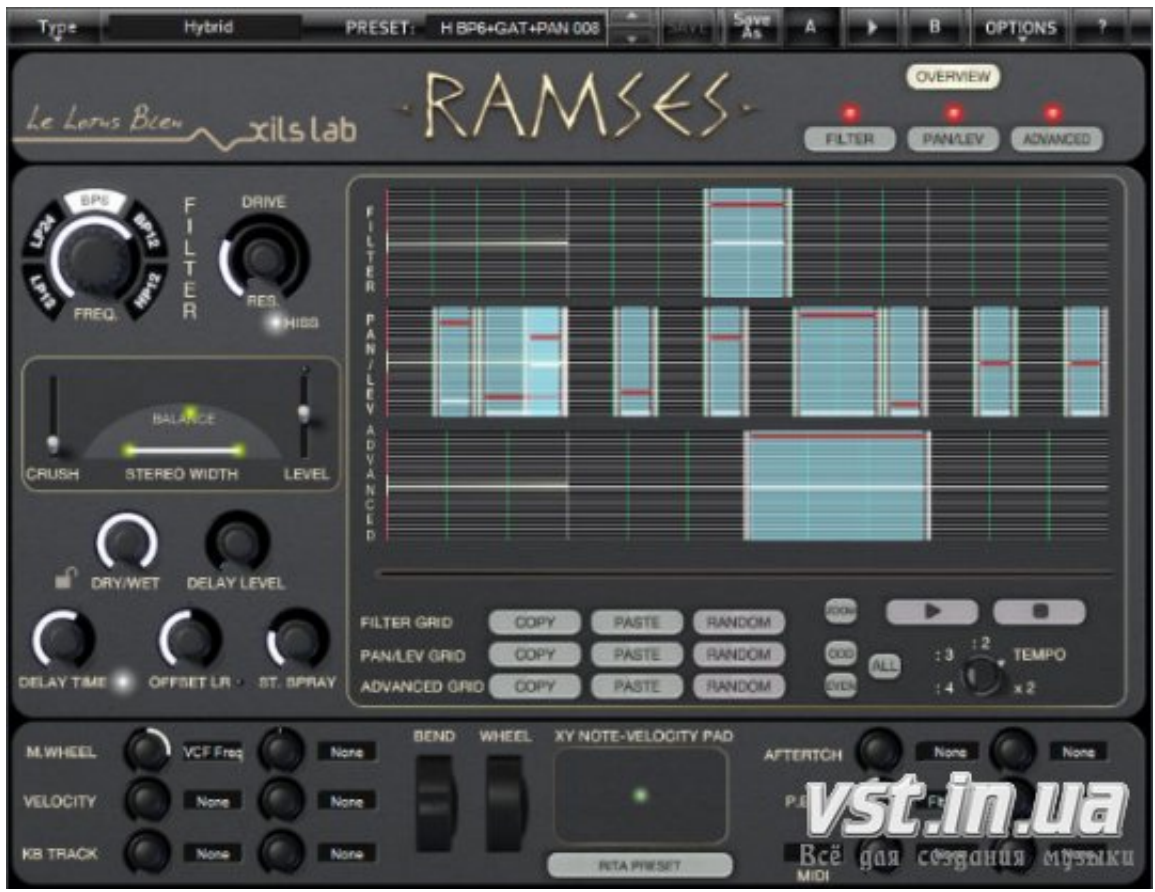 Type Hybrid PRESET: H BP6+GAT+PAN 008 SAVE Save As A B OPTIONS ?
Le Lotus Bleu xils lab
RAMSES
OVERVIEW
FILTER PAN/LEV ADVANCED
LP12 LP24 BP6 BP12 HP12
FREQ.
FILTER
DRIVE
RES.
HISS
FILTER
PAN/LEV
ADVANCED
BALANCE
CRUSH STEREO WIDTH LEVEL
DRY/WET DELAY LEVEL
DELAY TIME OFFSET LR ST. SPRAY
FILTER GRID COPY PASTE RANDOM
PAN/LEV GRID COPY PASTE RANDOM
ADVANCED GRID COPY PASTE RANDOM
ZOOM
ODD
EVEN
ALL
:4 :3 :2 x2 TEMPO
M.WHEEL VCF Freq None
VELOCITY None None
KB TRACK None None
BEND WHEEL XY NOTE-VELOCITY PAD
RITA PRESET
AFTERTCH None None
MIDI
vst.in.ua
Всё для создания музыки